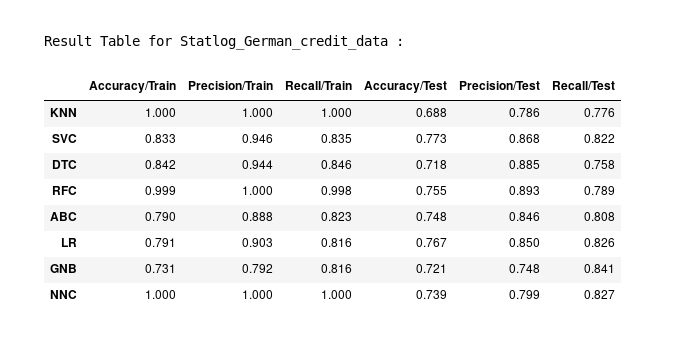 Result Table for Statlog_German_credit_data :
Accuracy/Train Precision/Train Recall/Train Accuracy/Test Precision/Test Recall/Test
KNN 1.000 1.000 1.000 0.688 0.786 0.776
SVC 0.833 0.946 0.835 0.773 0.868 0.822
DTC 0.842 0.944 0.846 0.718 0.885 0.758
RFC 0.999 1.000 0.998 0.755 0.893 0.789
ABC 0.790 0.888 0.823 0.748 0.846 0.808
LR 0.791 0.903 0.816 0.767 0.850 0.826
GNB 0.731 0.792 0.816 0.721 0.748 0.841
NNC 1.000 1.000 1.000 0.739 0.799 0.827